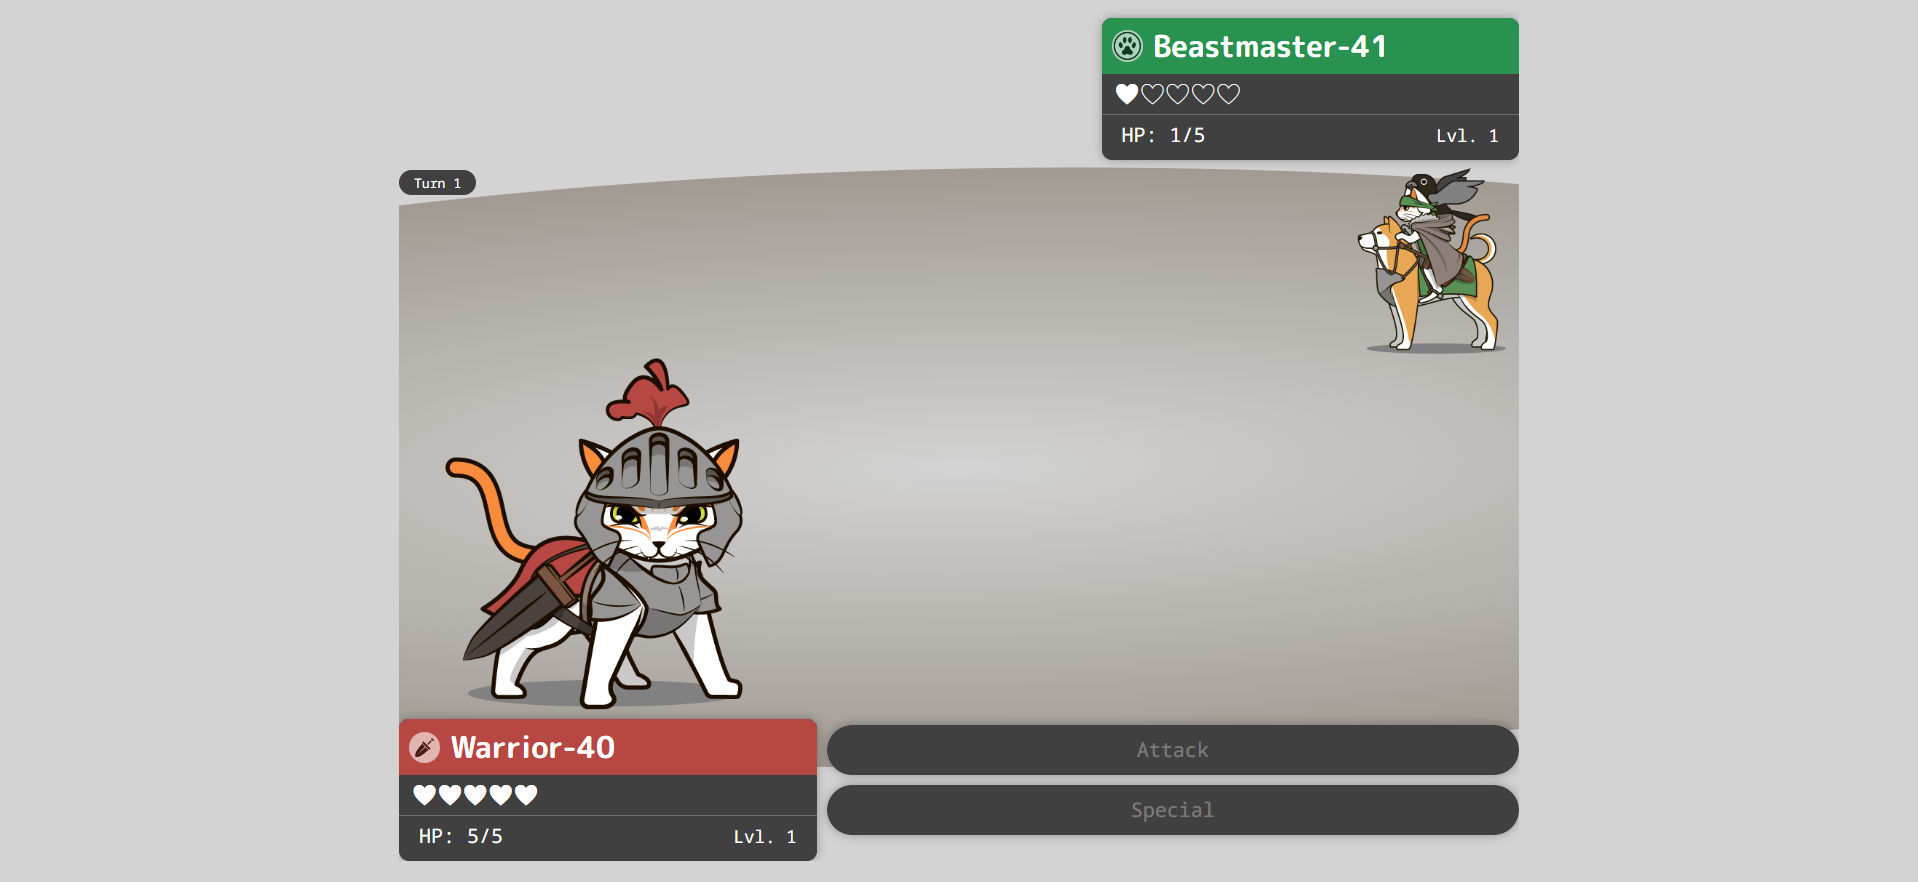 Beastmaster-41
HP: 1/5
Lvl. 1
Turn 1
Warrior-40
HP: 5/5
Lvl. 1
Attack
Special